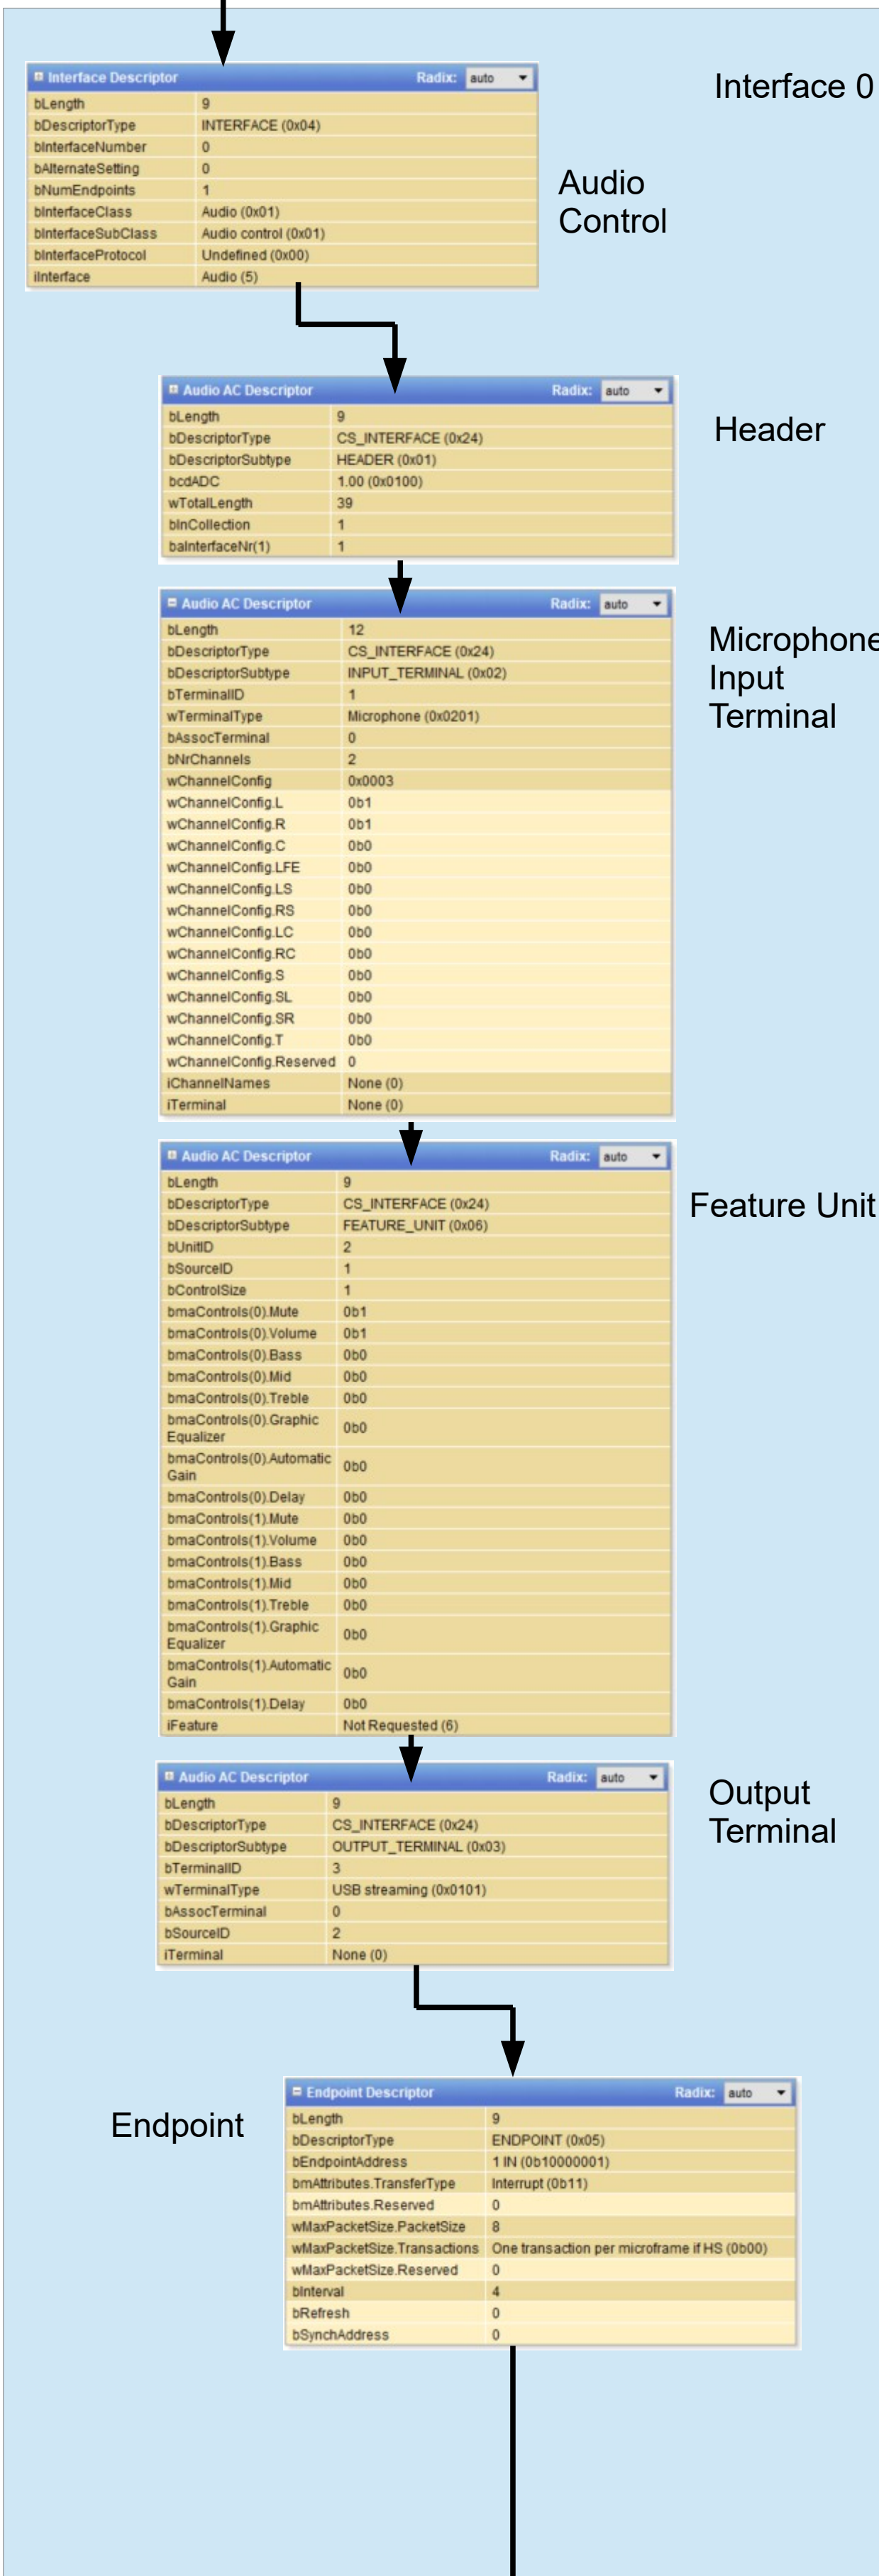 Interface Descriptor Radix: auto
Interface 0
bLength 9
bDescriptorType INTERFACE (0x04)
bInterfaceNumber 0
bAlternateSetting 0
bNumEndpoints 1
bInterfaceClass Audio (0x01)
bInterfaceSubClass Audio control (0x01)
bInterfaceProtocol Undefined (0x00)
iInterface Audio (5)
Audio
Control
Audio AC Descriptor Radix: auto
bLength 9
bDescriptorType CS_INTERFACE (0x24)
bDescriptorSubtype HEADER (0x01)
bcdADC 1.00 (0x0100)
wTotalLength 39
bInCollection 1
baInterfaceNr(1) 1
Header
Audio AC Descriptor Radix: auto
bLength 12
bDescriptorType CS_INTERFACE (0x24)
bDescriptorSubtype INPUT_TERMINAL (0x02)
bTerminalID 1
wTerminalType Microphone (0x0201)
bAssocTerminal 0
bNrChannels 2
wChannelConfig 0x0003
wChannelConfig.L 0b1
wChannelConfig.R 0b1
wChannelConfig.C 0b0
wChannelConfig.LFE 0b0
wChannelConfig.LS 0b0
wChannelConfig.RS 0b0
wChannelConfig.LC 0b0
wChannelConfig.RC 0b0
wChannelConfig.S 0b0
wChannelConfig.SL 0b0
wChannelConfig.SR 0b0
wChannelConfig.T 0b0
wChannelConfig.Reserved 0
iChannelNames None (0)
iTerminal None (0)
Microphone
Input
Terminal
Audio AC Descriptor Radix: auto
bLength 9
bDescriptorType CS_INTERFACE (0x24)
bDescriptorSubtype FEATURE_UNIT (0x06)
bUnitID 2
bSourceID 1
bControlSize 1
bmaControls(0).Mute 0b1
bmaControls(0).Volume 0b1
bmaControls(0).Bass 0b0
bmaControls(0).Mid 0b0
bmaControls(0).Treble 0b0
bmaControls(0).Graphic
Equalizer 0b0
bmaControls(0).Automatic
Gain 0b0
bmaControls(0).Delay 0b0
bmaControls(1).Mute 0b0
bmaControls(1).Volume 0b0
bmaControls(1).Bass 0b0
bmaControls(1).Mid 0b0
bmaControls(1).Treble 0b0
bmaControls(1).Graphic
Equalizer 0b0
bmaControls(1).Automatic
Gain 0b0
bmaControls(1).Delay 0b0
iFeature Not Requested (6)
Feature Unit
Audio AC Descriptor Radix: auto
bLength 9
bDescriptorType CS_INTERFACE (0x24)
bDescriptorSubtype OUTPUT_TERMINAL (0x03)
bTerminalID 3
wTerminalType USB streaming (0x0101)
bAssocTerminal 0
bSourceID 2
iTerminal None (0)
Output
Terminal
Endpoint
Endpoint Descriptor Radix: auto
bLength 9
bDescriptorType ENDPOINT (0x05)
bEndpointAddress 1 IN (0b10000001)
bmAttributes.TransferType Interrupt (0b11)
bmAttributes.Reserved 0
wMaxPacketSize.PacketSize 8
wMaxPacketSize.Transactions One transaction per microframe if HS (0b00)
wMaxPacketSize.Reserved 0
bInterval 4
bRefresh 0
bSynchAddress 0